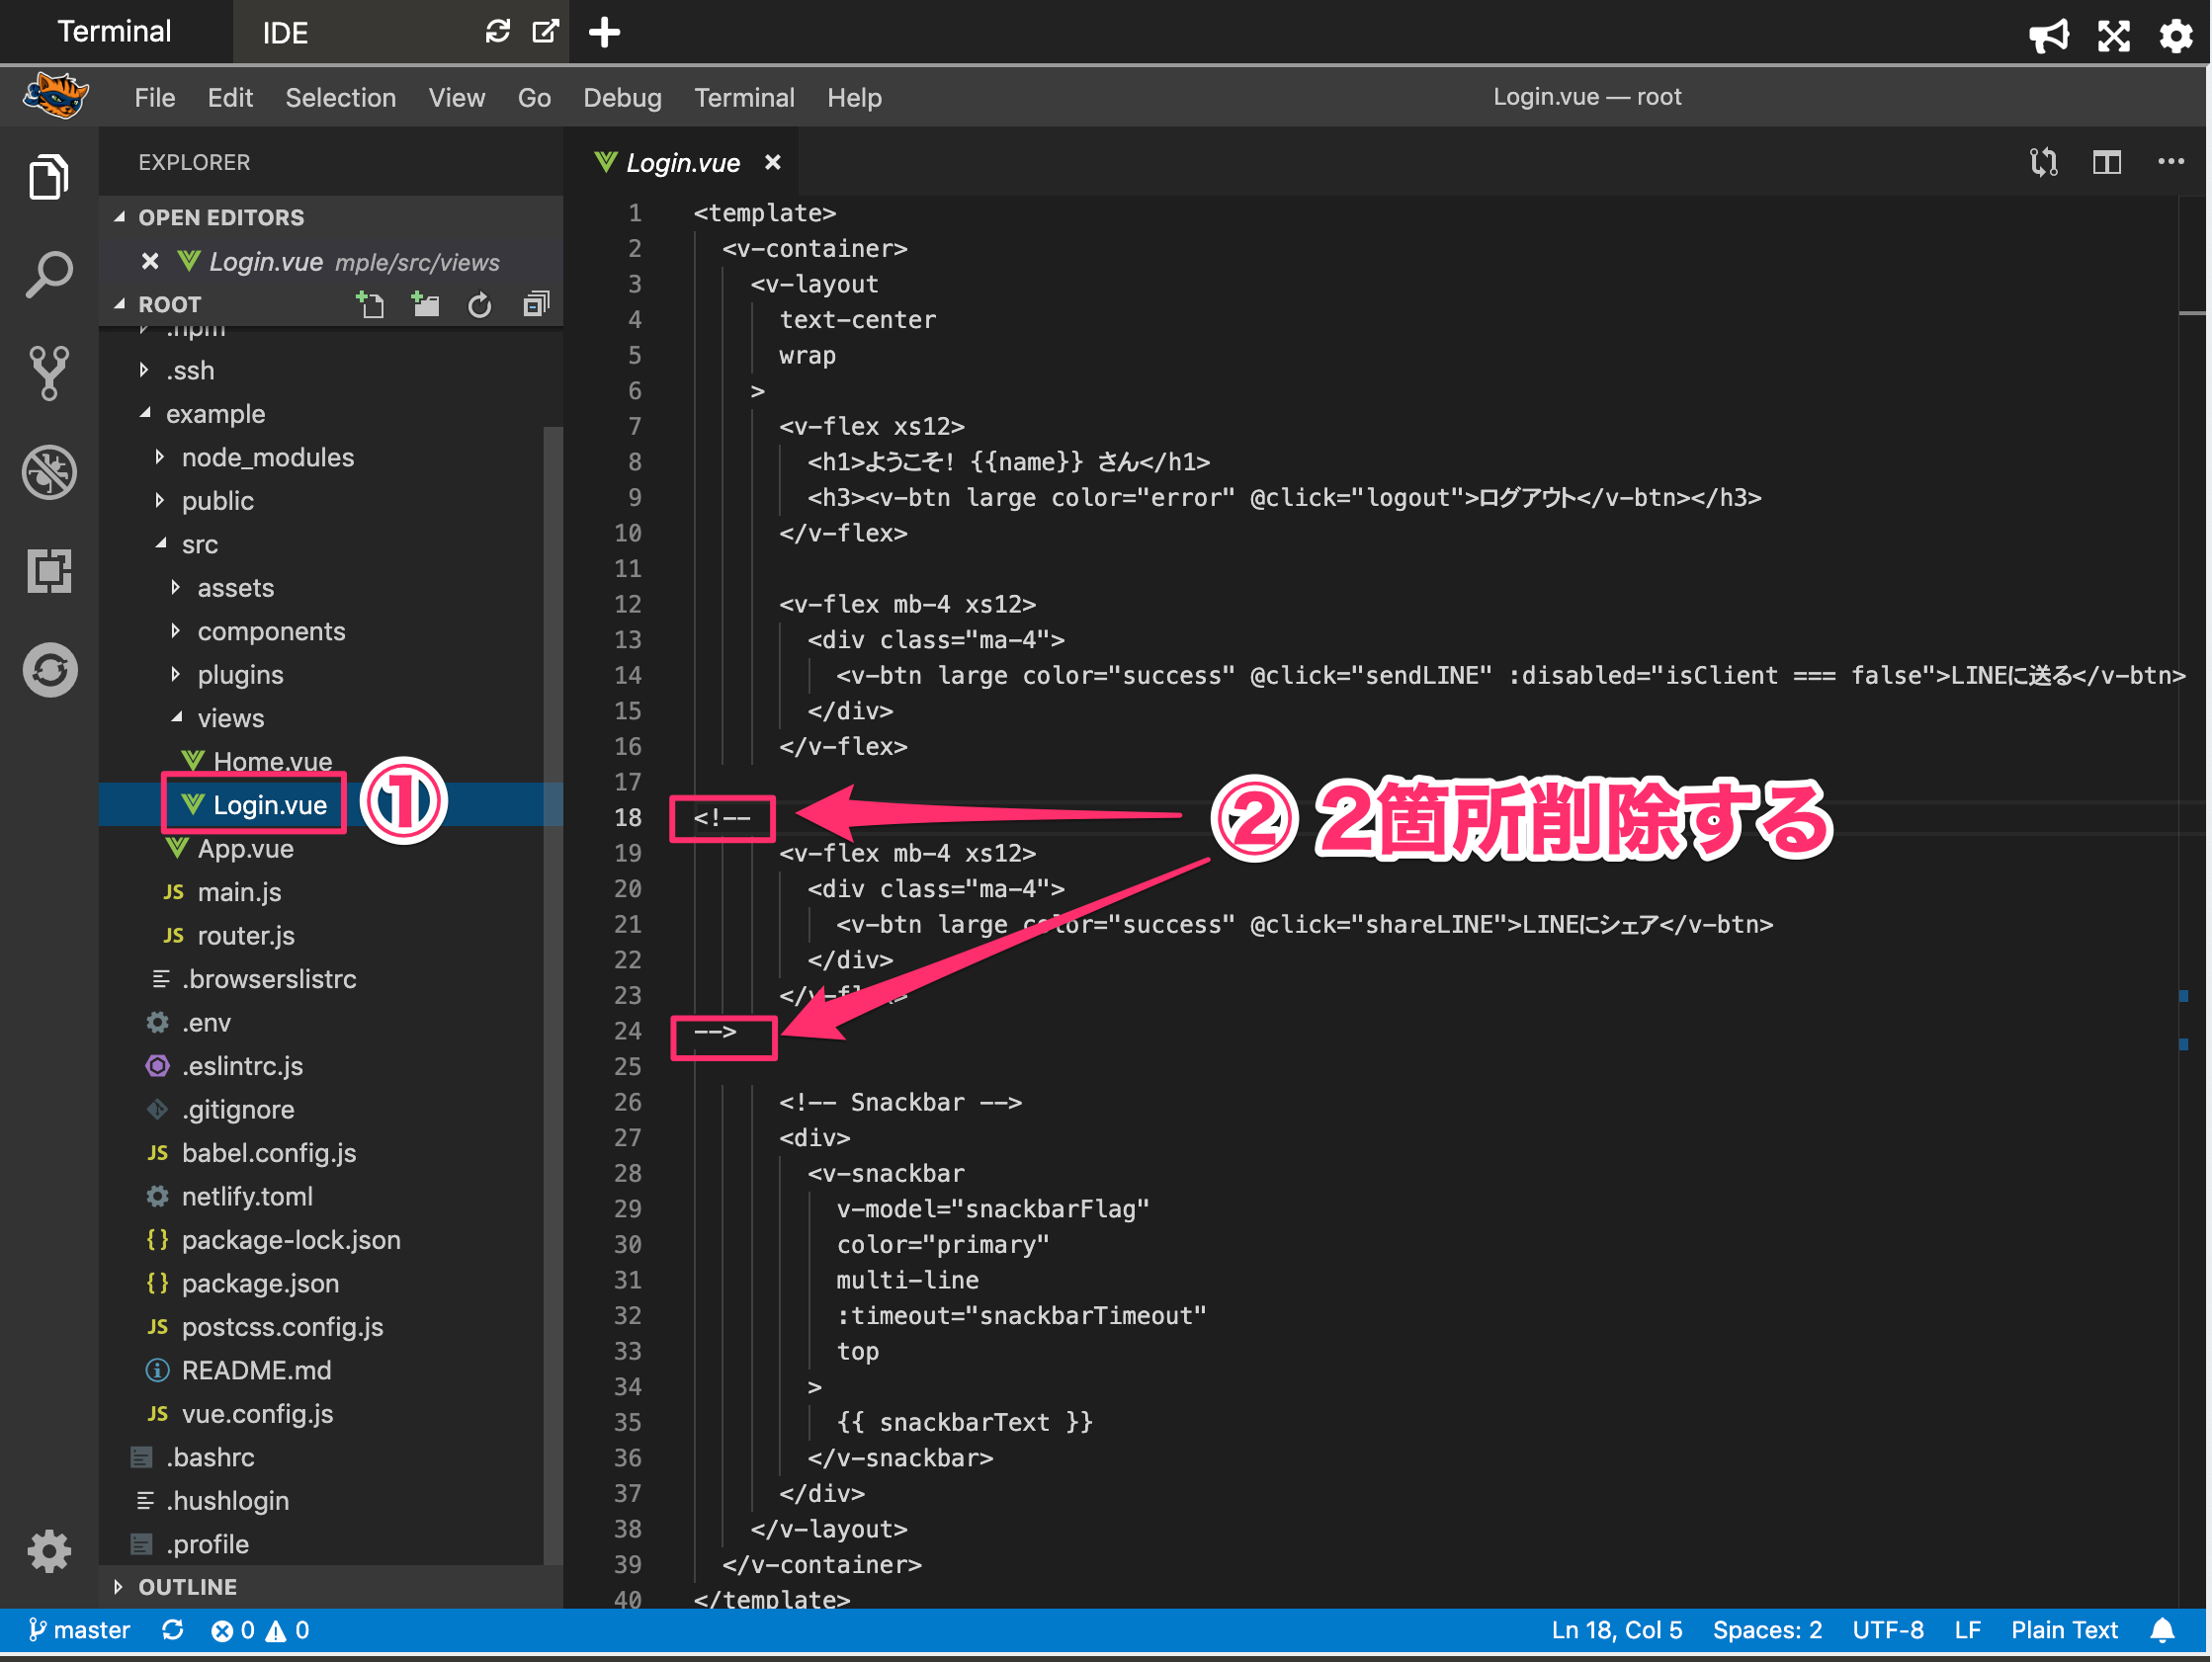 Terminal
IDE
File Edit Selection View Go Debug Terminal Help
Login.vue — root
EXPLORER
OPEN EDITORS
Login.vue mple/src/views
ROOT
.npm
.ssh
example
node_modules
public
src
assets
components
plugins
views
Home.vue
Login.vue
①
App.vue
main.js
router.js
.browserslistrc
.env
.eslintrc.js
.gitignore
babel.config.js
netlify.toml
package-lock.json
package.json
postcss.config.js
README.md
vue.config.js
.bashrc
.hushlogin
.profile
OUTLINE
Login.vue
1 <template>
2 <v-container>
3 <v-layout
4 text-center
5 wrap
6 >
7 <v-flex xs12>
8 <h1>ようこそ! {{name}} さん</h1>
9 <h3><v-btn large color="error" @click="logout">ログアウト</v-btn></h3>
10 </v-flex>
11
12 <v-flex mb-4 xs12>
13 <div class="ma-4">
14 <v-btn large color="success" @click="sendLINE" :disabled="isClient === false">LINEに送る</v-btn>
15 </div>
16 </v-flex>
17
18 <!--
② 2箇所削除する
19 <v-flex mb-4 xs12>
20 <div class="ma-4">
21 <v-btn large color="success" @click="shareLINE">LINEにシェア</v-btn>
22 </div>
23 </v-flex>
24 -->
25
26 <!-- Snackbar -->
27 <div>
28 <v-snackbar
29 v-model="snackbarFlag"
30 color="primary"
31 multi-line
32 :timeout="snackbarTimeout"
33 top
34 >
35 {{ snackbarText }}
36 </v-snackbar>
37 </div>
38 </v-layout>
39 </v-container>
40 </template>
master 0 0
Ln 18, Col 5 Spaces: 2 UTF-8 LF Plain Text